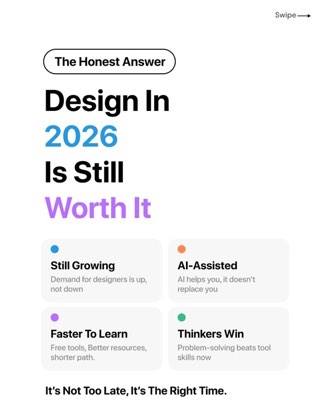 Swipe
The Honest Answer
Design In
2026
Is Still
Worth It
Still Growing
Demand for designers is up,
not down
AI-Assisted
AI helps you, it doesn't
replace you
Faster To Learn
Free tools, Better resources,
shorter path.
Thinkers Win
Problem-solving beats tool
skills now
It's Not Too Late, It's The Right Time.